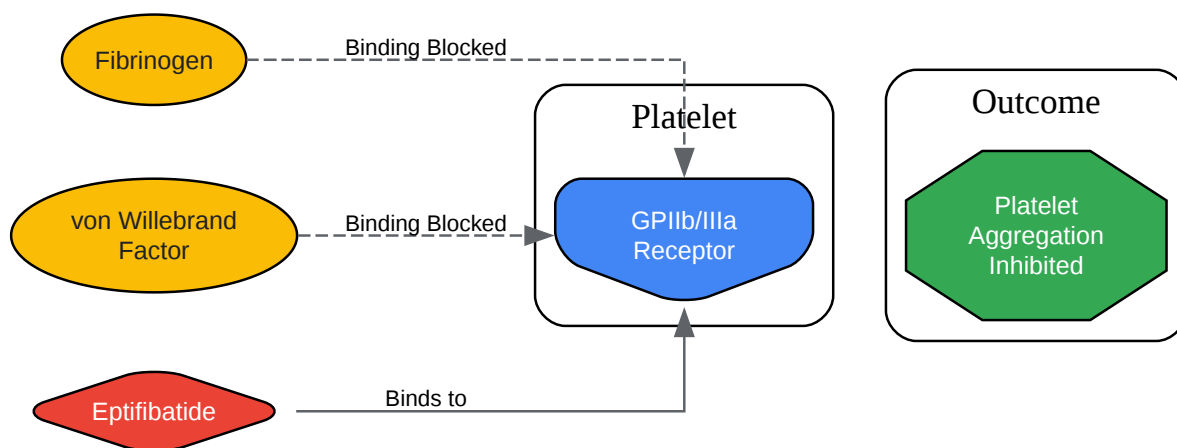 Fibrinogen
Binding Blocked
Platelet
Outcome
von Willebrand
Factor
Binding Blocked
GPIIb/IIIa
Receptor
Platelet
Aggregation
Inhibited
Eptifibatide
Binds to